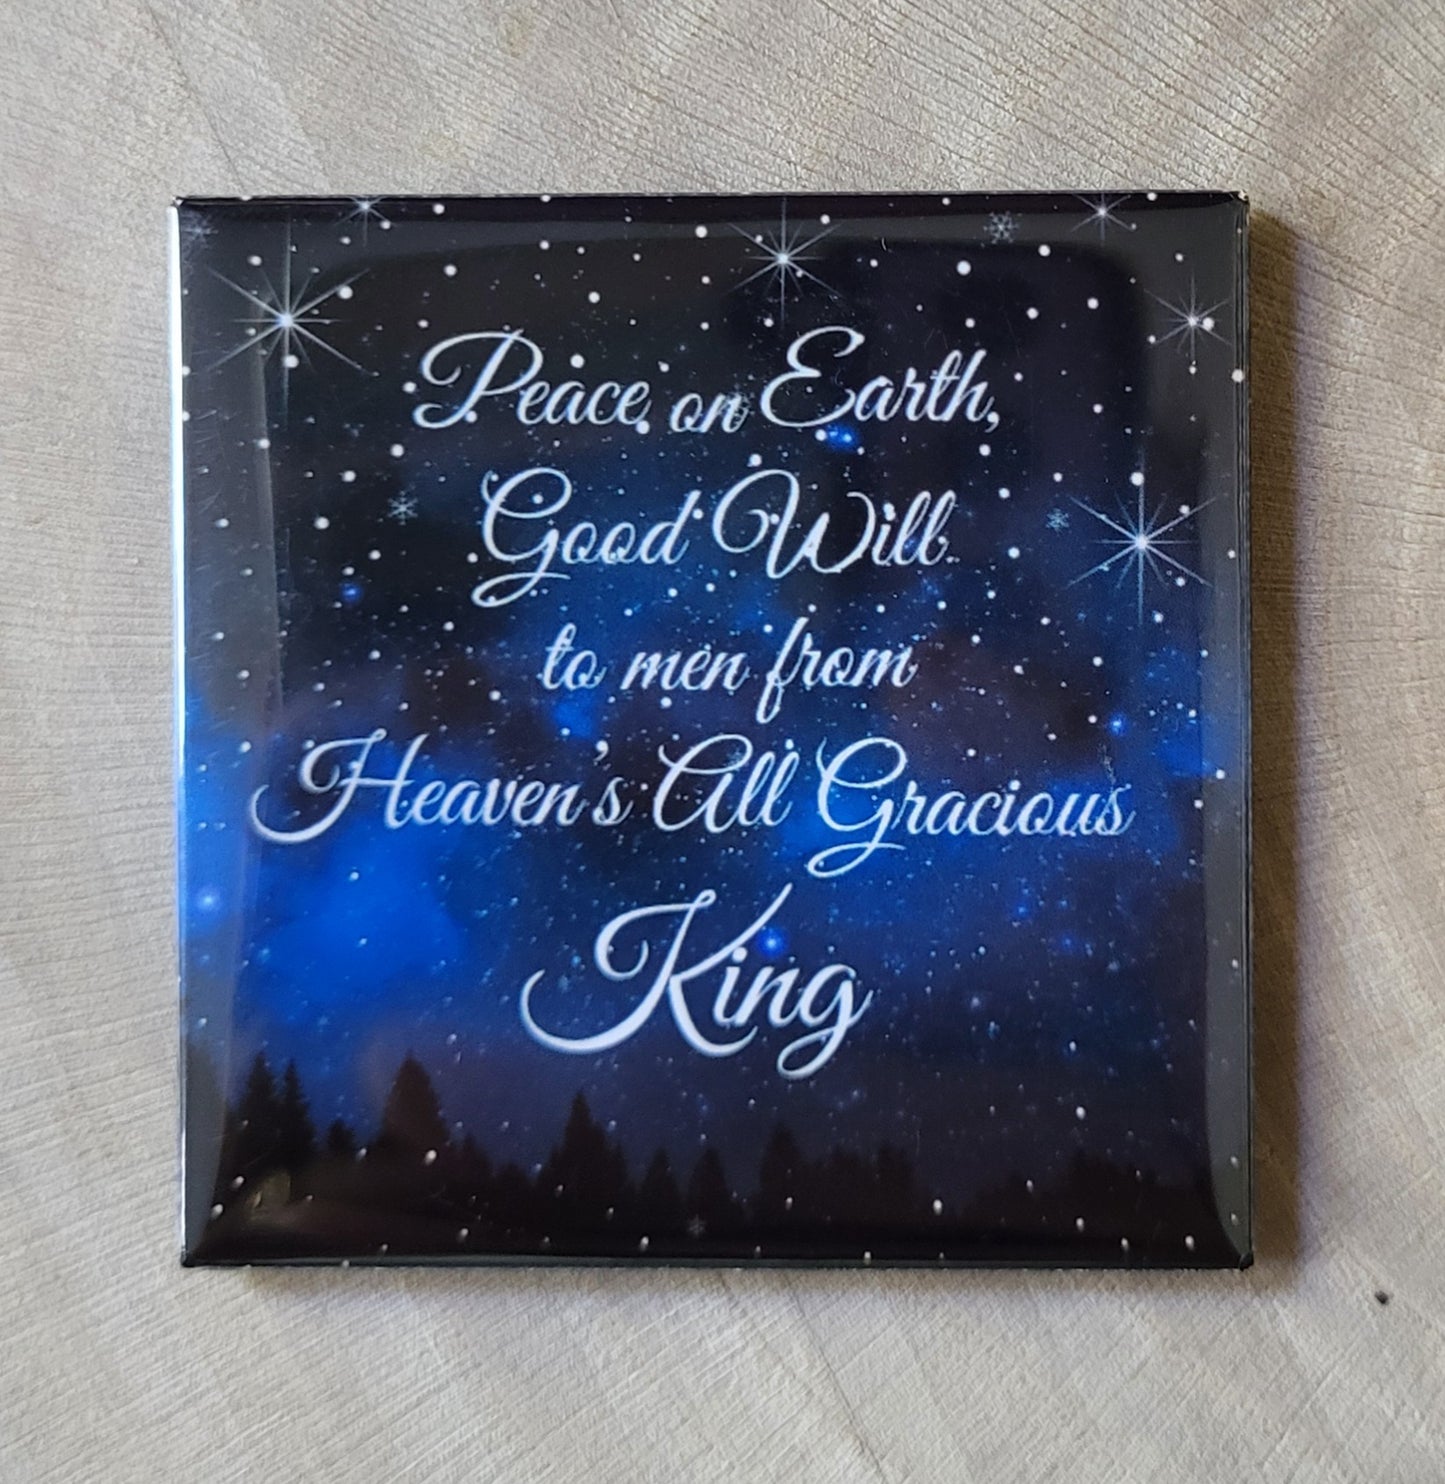 Peace on Earth,
Good Will
to men from
Heaven's All Gracious
King